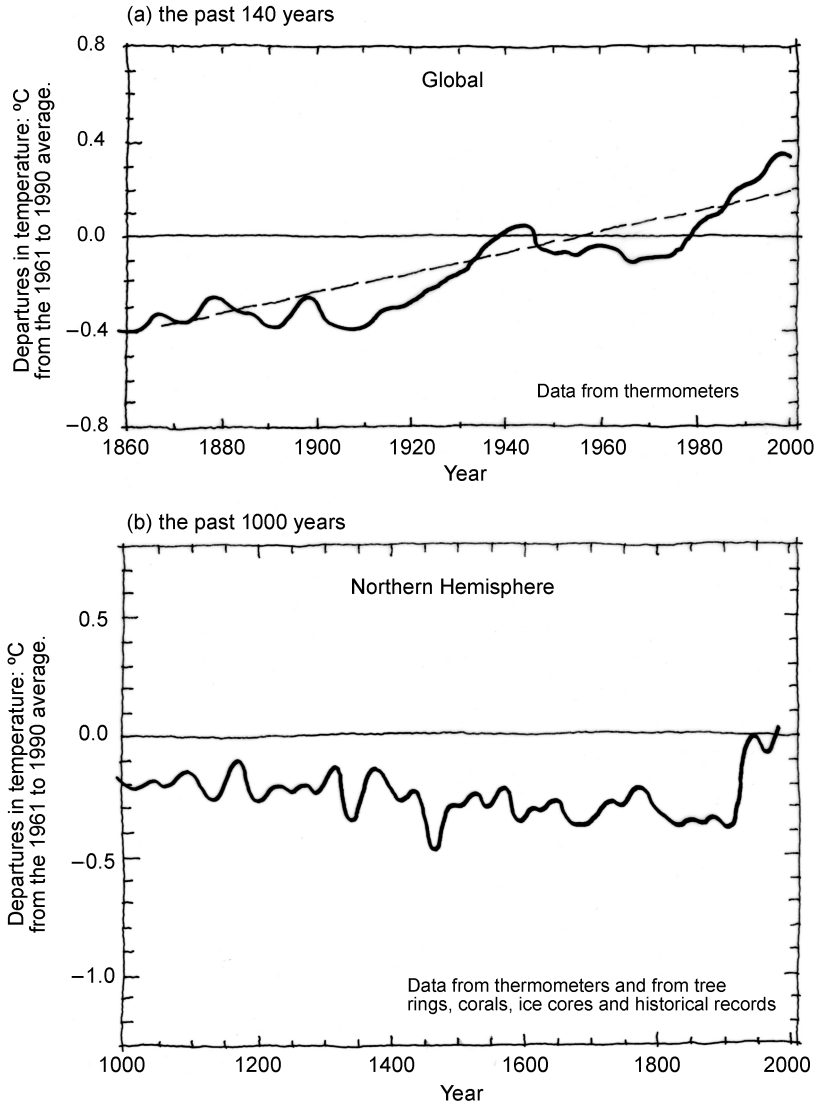 (a) the past 140 years
Departures in temperature: ºC
from the 1961 to 1990 average.
0.8
0.4
0.0
–0.4
–0.8
Global
Data from thermometers
1860 1880 1900 1920 1940 1960 1980 2000
Year
(b) the past 1000 years
Departures in temperature: ºC
from the 1961 to 1990 average.
0.5
0.0
–0.5
–1.0
Northern Hemisphere
Data from thermometers and from tree
rings, corals, ice cores and historical records
1000 1200 1400 1600 1800 2000
Year